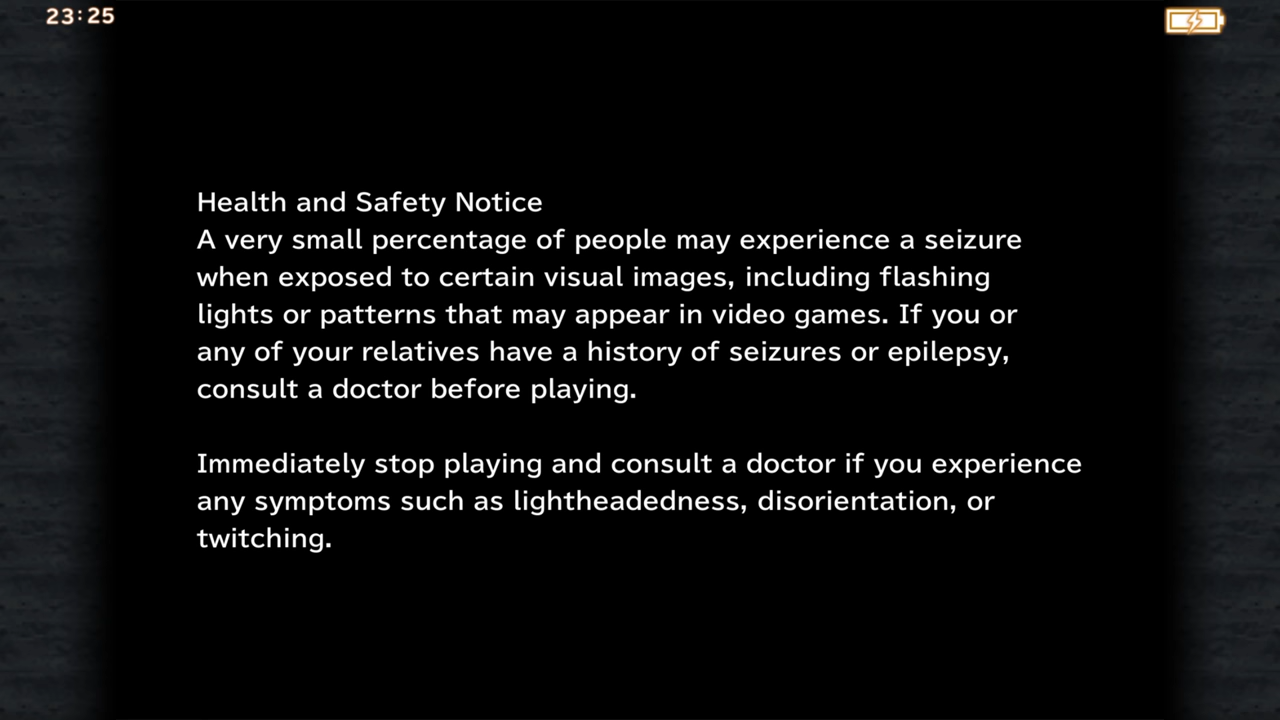 23:25
Health and Safety Notice
A very small percentage of people may experience a seizure
when exposed to certain visual images, including flashing
lights or patterns that may appear in video games. If you or
any of your relatives have a history of seizures or epilepsy,
consult a doctor before playing.
Immediately stop playing and consult a doctor if you experience
any symptoms such as lightheadedness, disorientation, or
twitching.